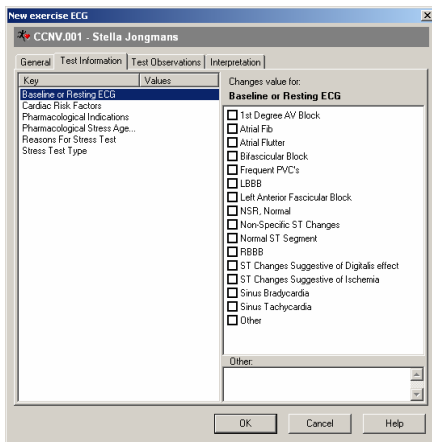 New exercise ECG
CCNV.001 - Stella Jongmans
General Test Information Test Observations Interpretation
Key Values
Baseline or Resting ECG
Cardiac Risk Factors
Pharmacological Indications
Pharmacological Stress Age...
Reasons For Stress Test
Stress Test Type
Changes value for:
Baseline or Resting ECG
1st Degree AV Block
Atrial Fib
Atrial Flutter
Bifascicular Block
Frequent PVC's
LBBB
Left Anterior Fascicular Block
NSR, Normal
Non-Specific ST Changes
Normal ST Segment
RBBB
ST Changes Suggestive of Digitalis effect
ST Changes Suggestive of Ischemia
Sinus Bradycardia
Sinus Tachycardia
Other
Other:
OK Cancel Help